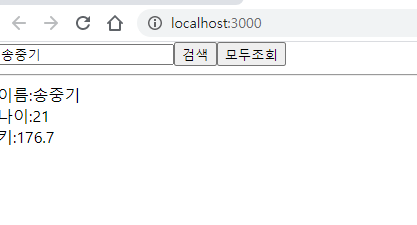 localhost:3000
송중기 검색 모두조회
이름:송중기
나이:21
키:176.7